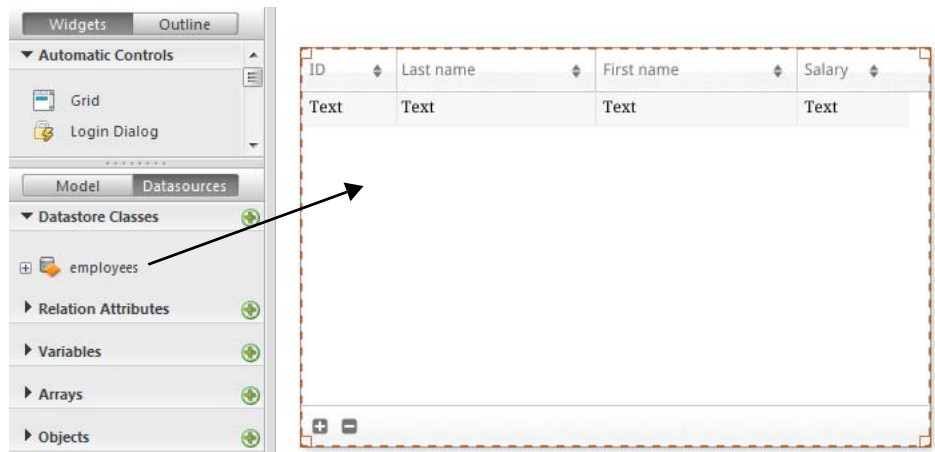 Widgets Outline
Automatic Controls
Grid
Login Dialog
Model Datasources
Datastore Classes
employees
Relation Attributes
Variables
Arrays
Objects
ID Last name First name Salary
Text Text Text Text